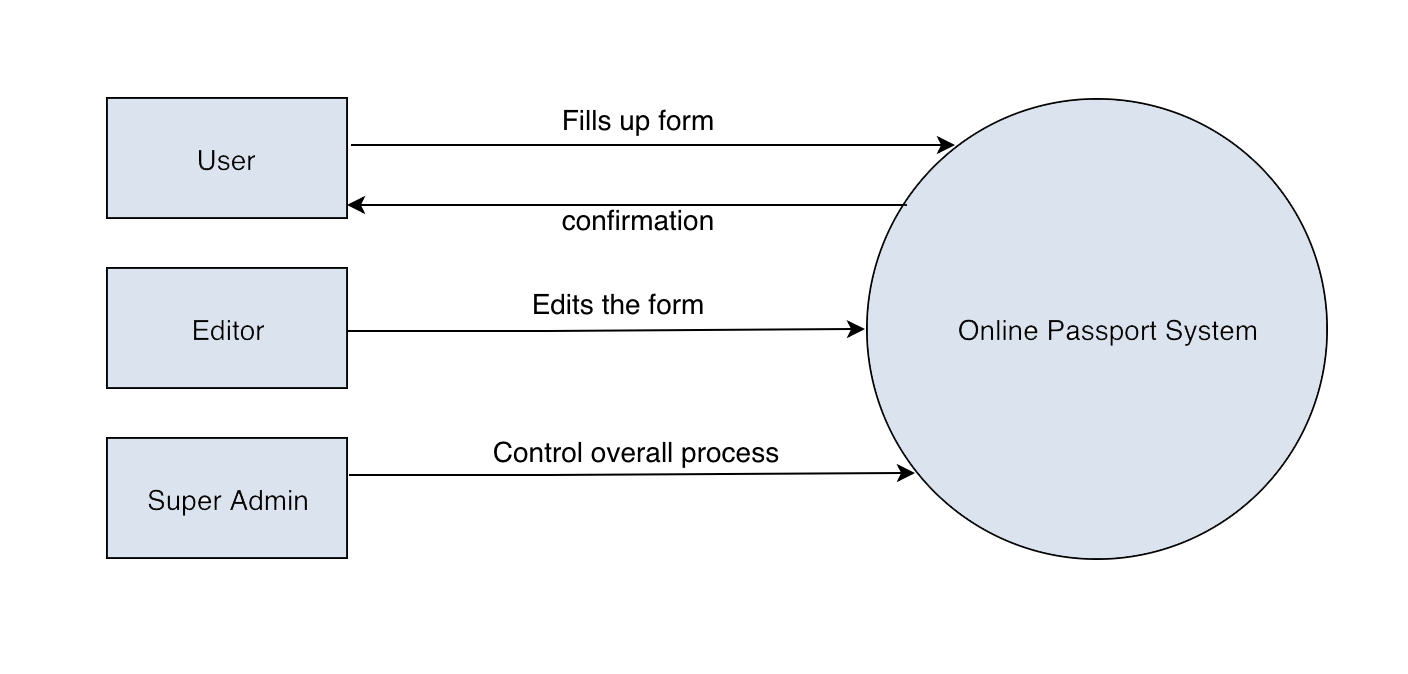 Fills up form
User
confirmation
Edits the form
Editor
Online Passport System
Control overall process
Super Admin